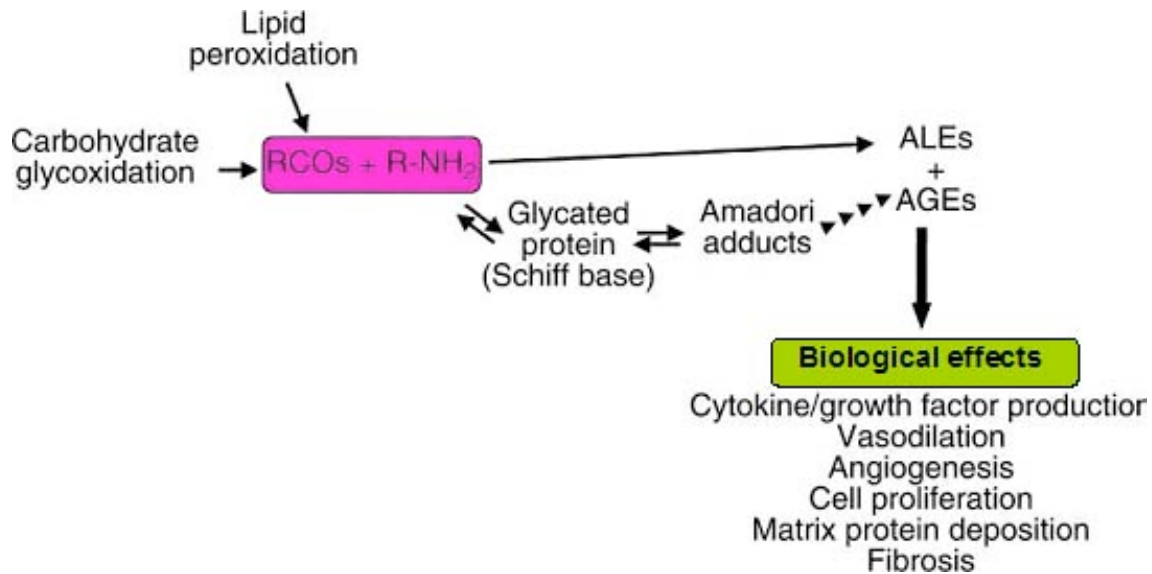 Lipid
peroxidation
Carbohydrate
glycoxidation
RCOs + R-NH₂
ALEs
+
AGEs
Glycated
protein
(Schiff base)
Amadori
adducts
Biological effects
Cytokine/growth factor production
Vasodilation
Angiogenesis
Cell proliferation
Matrix protein deposition
Fibrosis